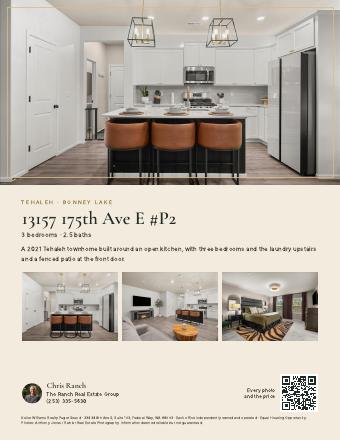 TEHALEH · BONNEY LAKE
13157 175th Ave E #P2
3 bedrooms · 2.5 baths
A 2021 Tehaleh townhome built around an open kitchen, with three bedrooms and the laundry upstairs
and a fenced patio at the front door.
Chris Ranch
The Ranch Real Estate Group
(253) 335-5630
Every photo
and the price